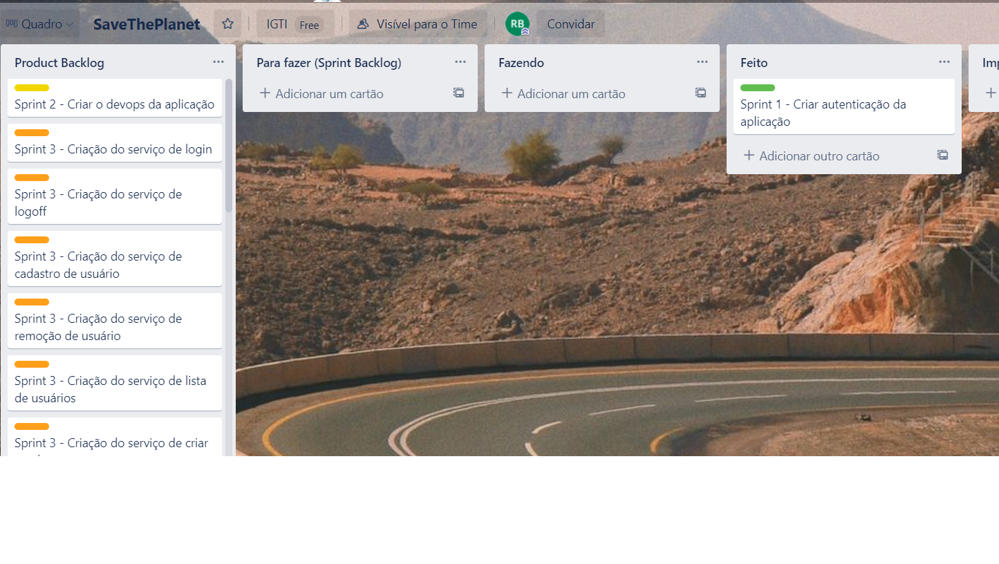 Quadro
SaveThePlanet
IGTI Free
Visível para o Time
RB
Convidar
Product Backlog
Sprint 2 - Criar o devops da aplicação
Sprint 3 - Criação do serviço de login
Sprint 3 - Criação do serviço de
logoff
Sprint 3 - Criação do serviço de
cadastro de usuário
Sprint 3 - Criação do serviço de
remoção de usuário
Sprint 3 - Criação do serviço de lista
de usuários
Sprint 3 - Criação do serviço de criar
Para fazer (Sprint Backlog)
+ Adicionar um cartão
Fazendo
+ Adicionar um cartão
Feito
Sprint 1 - Criar autenticação da
aplicação
+ Adicionar outro cartão
Imp
+